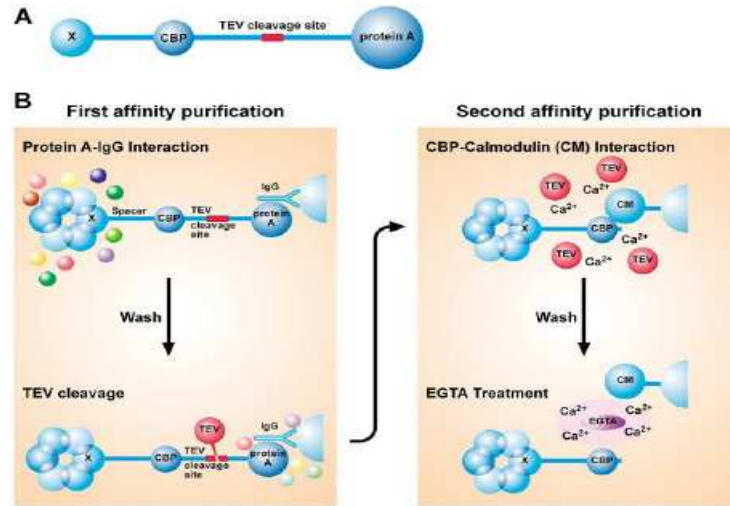 A
X
CBP
TEV cleavage site
protein A
B
First affinity purification
Protein A-IgG Interaction
X
Spacer
CBP
TEV
cleavage
site
IgG
protein
A
Wash
TEV cleavage
X
CBP
TEV
TEV
cleavage
site
IgG
protein
A
Second affinity purification
CBP-Calmodulin (CM) Interaction
TEV
TEV
Ca2+
Ca2+
CM
X
CBP
Ca2+
TEV
Ca2+
TEV
Wash
CM
EGTA Treatment
Ca2+
Ca2+
EGTA
Ca2+
Ca2+
X
CBP